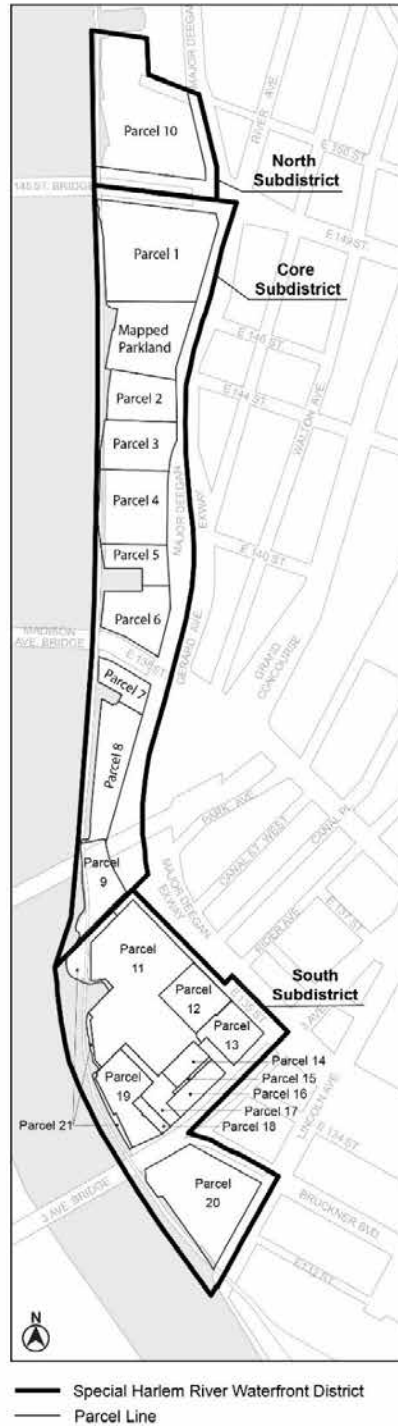 MAJOR DEEGAN
RIVER AVE
Parcel 10
E 150 ST.
North
Subdistrict
145 ST. BRIDGE
E 149 ST.
Parcel 1
Core
Subdistrict
Mapped
Parkland
E 146 ST.
Parcel 2
E 144 ST.
WALTON AVE
Parcel 3
Parcel 4
MAJOR DEEGAN
EXWAY
Parcel 5
E 140 ST.
Parcel 6
MADISON
AVE. BRIDGE
E 138 ST.
GERARD AVE
GRAND
CONCOURSE
Parcel 7
Parcel 8
PARK AVE
CANAL ST. WEST
CANAL PL
Parcel
9
MAJOR DEEGAN
EXWAY
RIDER AVE
E 137 ST
Parcel
11
South
Subdistrict
Parcel
12
E 135 ST
3 AVE
Parcel
13
LINCOLN AVE
Parcel 14
Parcel 15
Parcel
19
Parcel 16
Parcel 17
Parcel 21
Parcel 18
E 134 ST
3 AVE. BRIDGE
Parcel
20
BRUCKNER BLVD
E 132 ST
N
Special Harlem River Waterfront District
Parcel Line